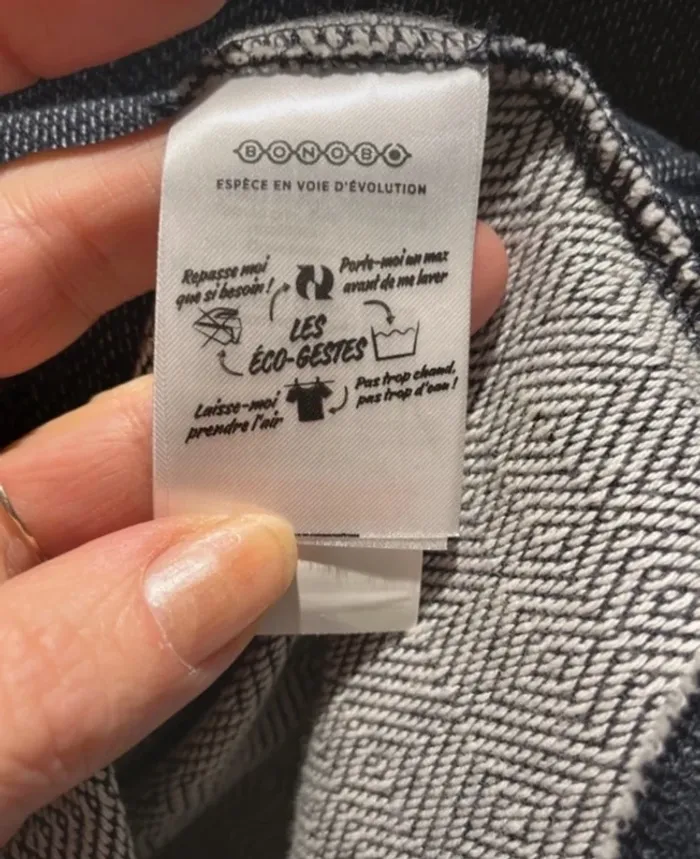 BONOBO
ESPÈCE EN VOIE D'ÉVOLUTION
Repasse moi
que si besoin !
Porte-moi un max
avant de me laver
LES
ÉCO-GESTES
Pas trop chaud,
pas trop d'eau !
Laisse-moi
prendre l'air